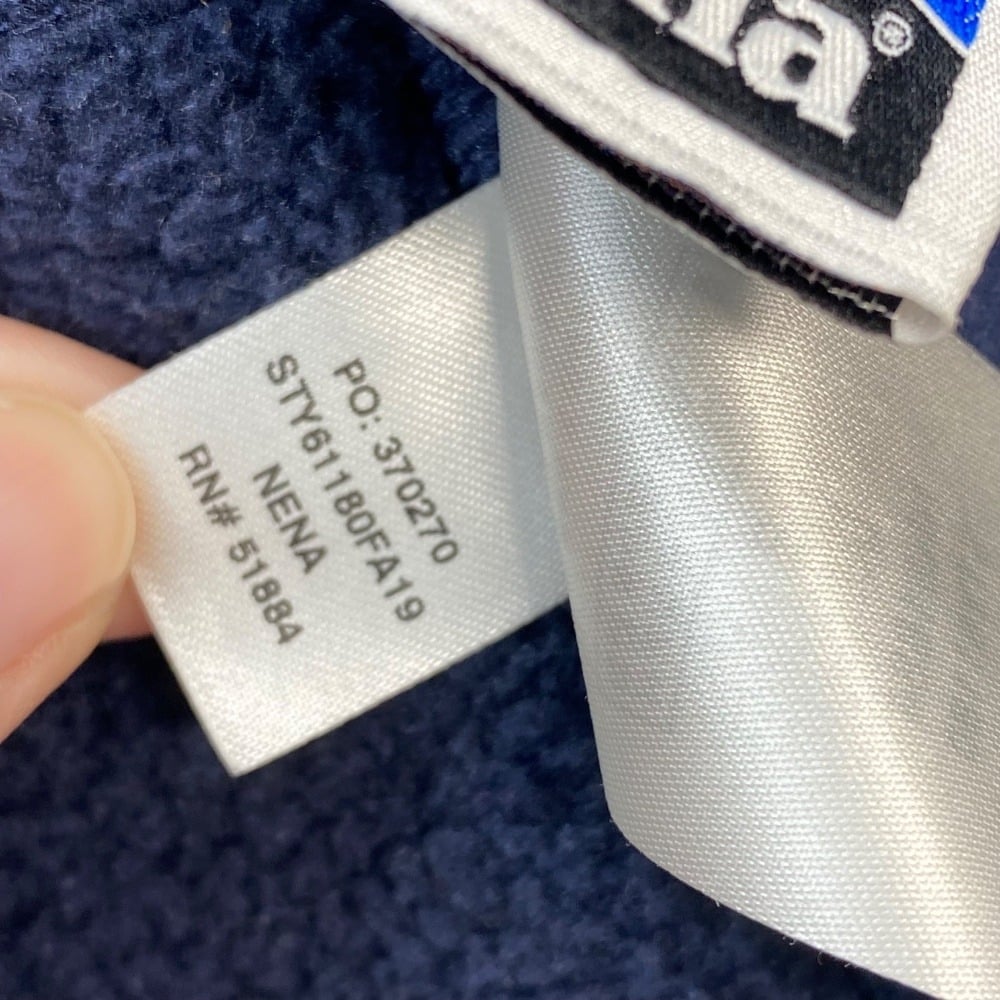 PO: 370270
STY61180FA19
NENA
RN# 51884